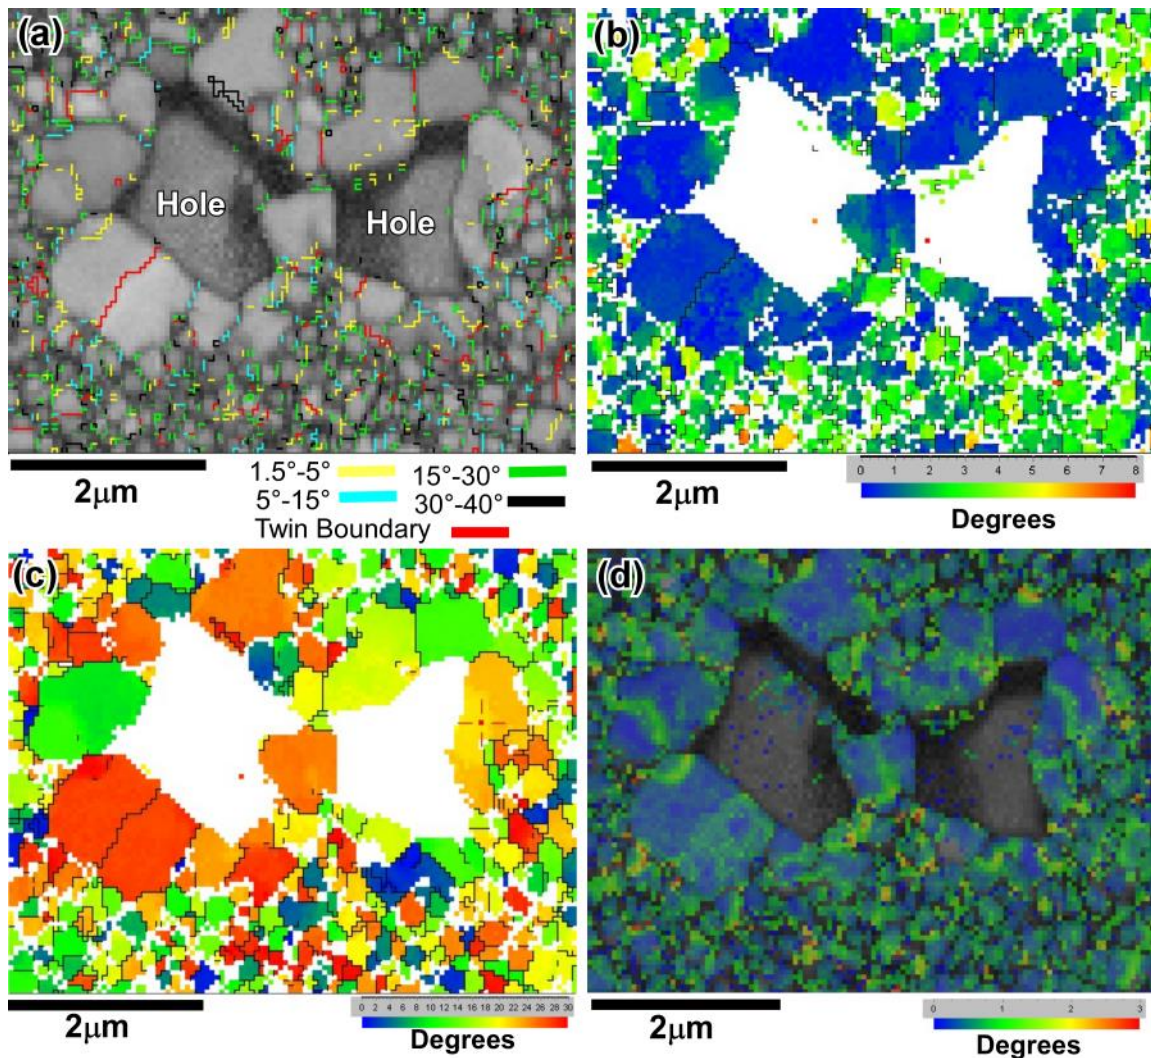 (a)
Hole
Hole
2μm
1.5°-5°
15°-30°
5°-15°
30°-40°
Twin Boundary
(b)
2μm
0 1 2 3 4 5 6 7 8
Degrees
(c)
2μm
0 2 4 6 8 10 12 14 16 18 20 22 24 26 28 30
Degrees
(d)
2μm
0 1 2 3
Degrees